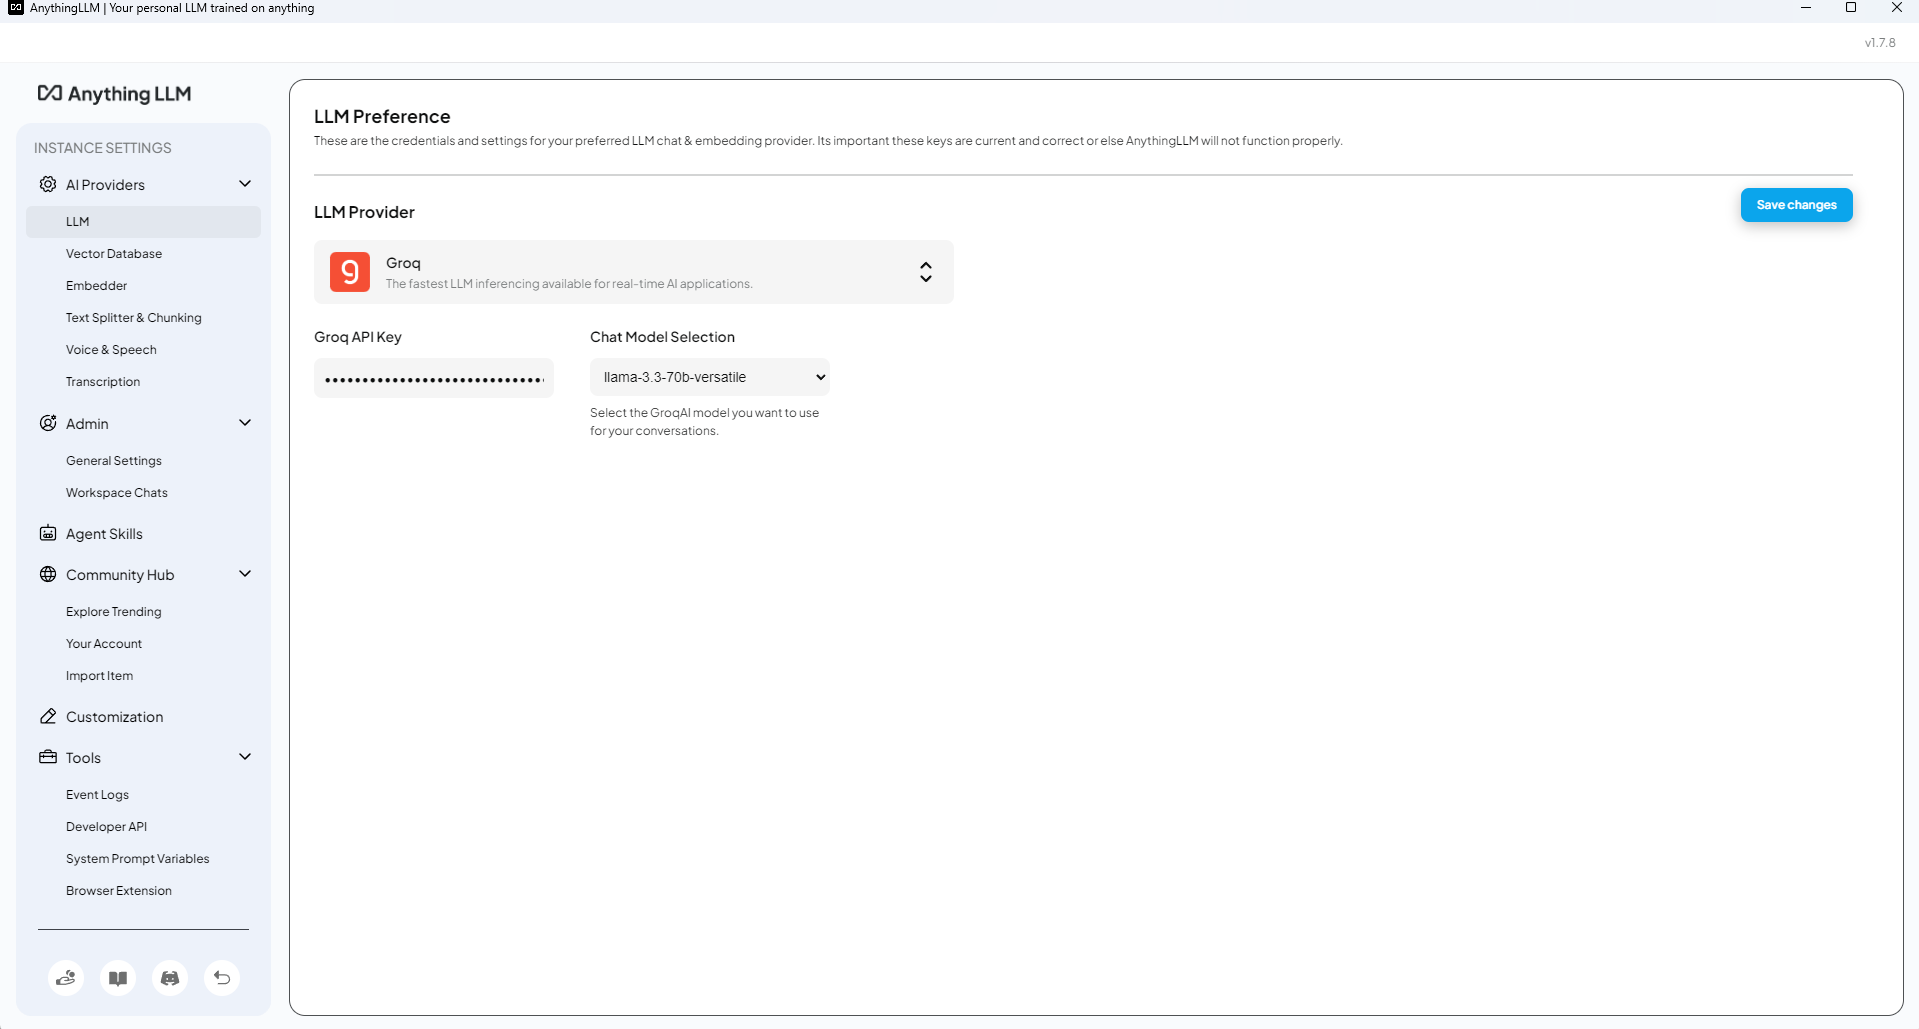 AnythingLLM | Your personal LLM trained on anything
v1.7.8
Anything LLM
INSTANCE SETTINGS
AI Providers
LLM
Vector Database
Embedder
Text Splitter & Chunking
Voice & Speech
Transcription
Admin
General Settings
Workspace Chats
Agent Skills
Community Hub
Explore Trending
Your Account
Import Item
Customization
Tools
Event Logs
Developer API
System Prompt Variables
Browser Extension
LLM Preference
These are the credentials and settings for your preferred LLM chat & embedding provider. Its important these keys are current and correct or else AnythingLLM will not function properly.
Save changes
LLM Provider
Groq
The fastest LLM inferencing available for real-time AI applications.
Groq API Key
••••••••••••••••••••••••••••••
Chat Model Selection
llama-3.3-70b-versatile
Select the GroqAI model you want to use
for your conversations.